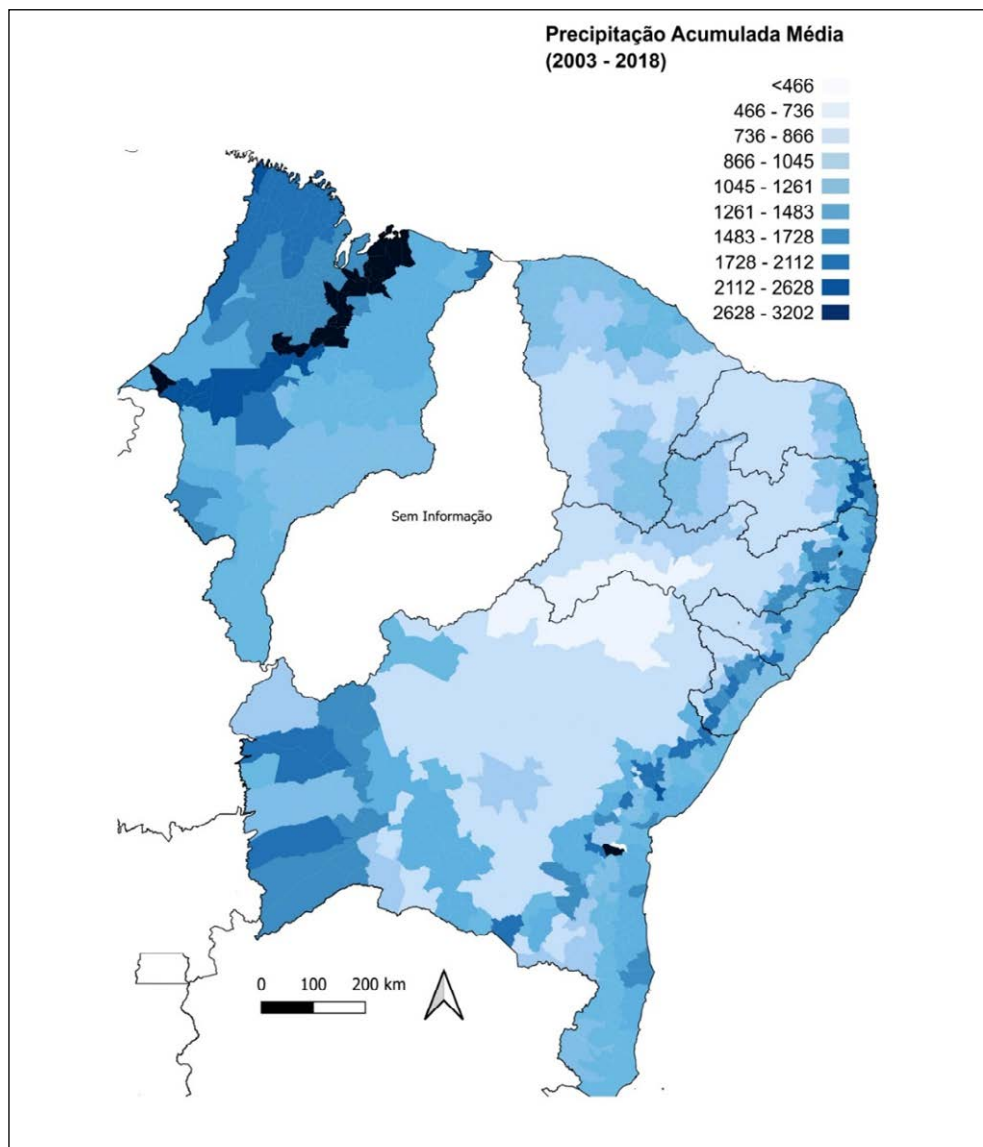 Precipitação Acumulada Média
(2003 - 2018)
<466
466 - 736
736 - 866
866 - 1045
1045 - 1261
1261 - 1483
1483 - 1728
1728 - 2112
2112 - 2628
2628 - 3202
Sem Informação
0 100 200 km